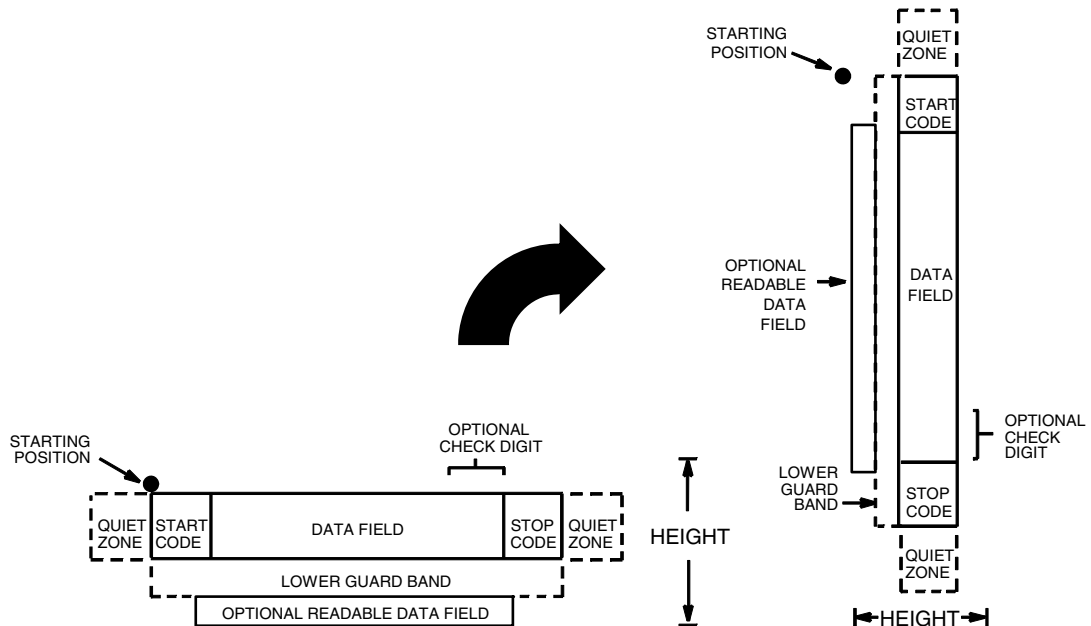 STARTING
POSITION
QUIET
ZONE
START
CODE
OPTIONAL
READABLE
DATA
FIELD
DATA
FIELD
OPTIONAL
CHECK
DIGIT
LOWER
GUARD
BAND
STOP
CODE
QUIET
ZONE
HEIGHT
OPTIONAL
CHECK DIGIT
STARTING
POSITION
QUIET
ZONE
START
CODE
DATA FIELD
STOP
CODE
QUIET
ZONE
HEIGHT
LOWER GUARD BAND
OPTIONAL READABLE DATA FIELD